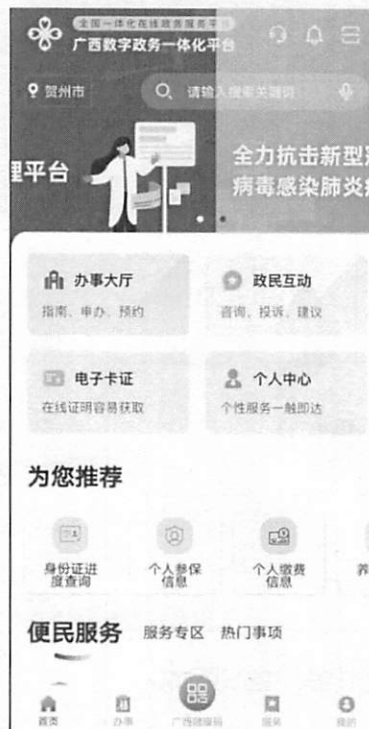 全国一体化在线政务服务平台
广西数字政务一体化平台
贺州市
请输入搜索关键词
理平台
全力抗击新型冠
病毒感染肺炎疫
办事大厅
指南、申办、预约
政民互动
咨询、投诉、建议
电子卡证
在线证明容易获取
个人中心
个性服务一触即达
为您推荐
身份证进
度查询
个人参保
信息
个人缴费
信息
养
便民服务 服务专区 热门事项
首页
办事
广西健康码
服务
我的